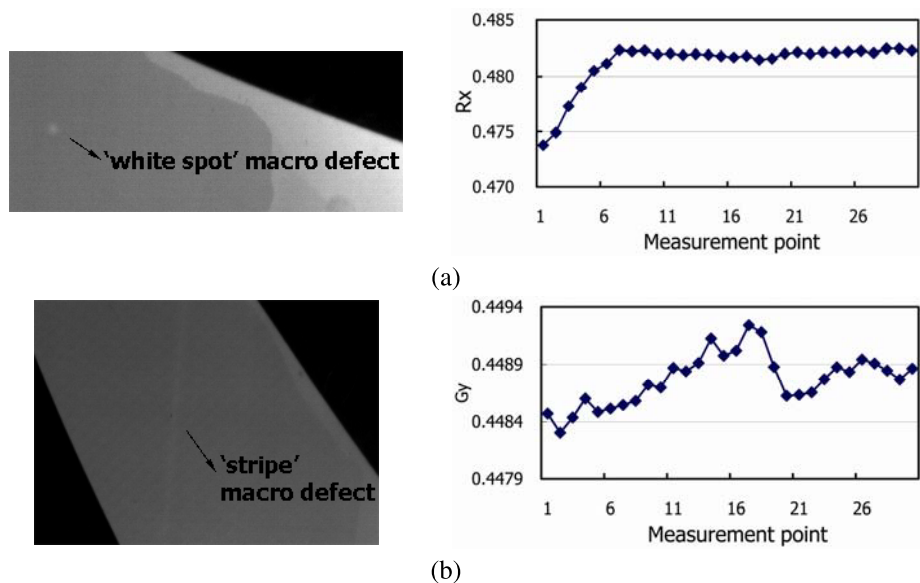 'white spot' macro defect
0.485
0.480
0.475
0.470
Rx
1 6 11 16 21 26
Measurement point
(a)
'stripe'
macro defect
0.4494
0.4889
0.4484
0.4479
Gy
1 6 11 16 21 26
Measurement point
(b)